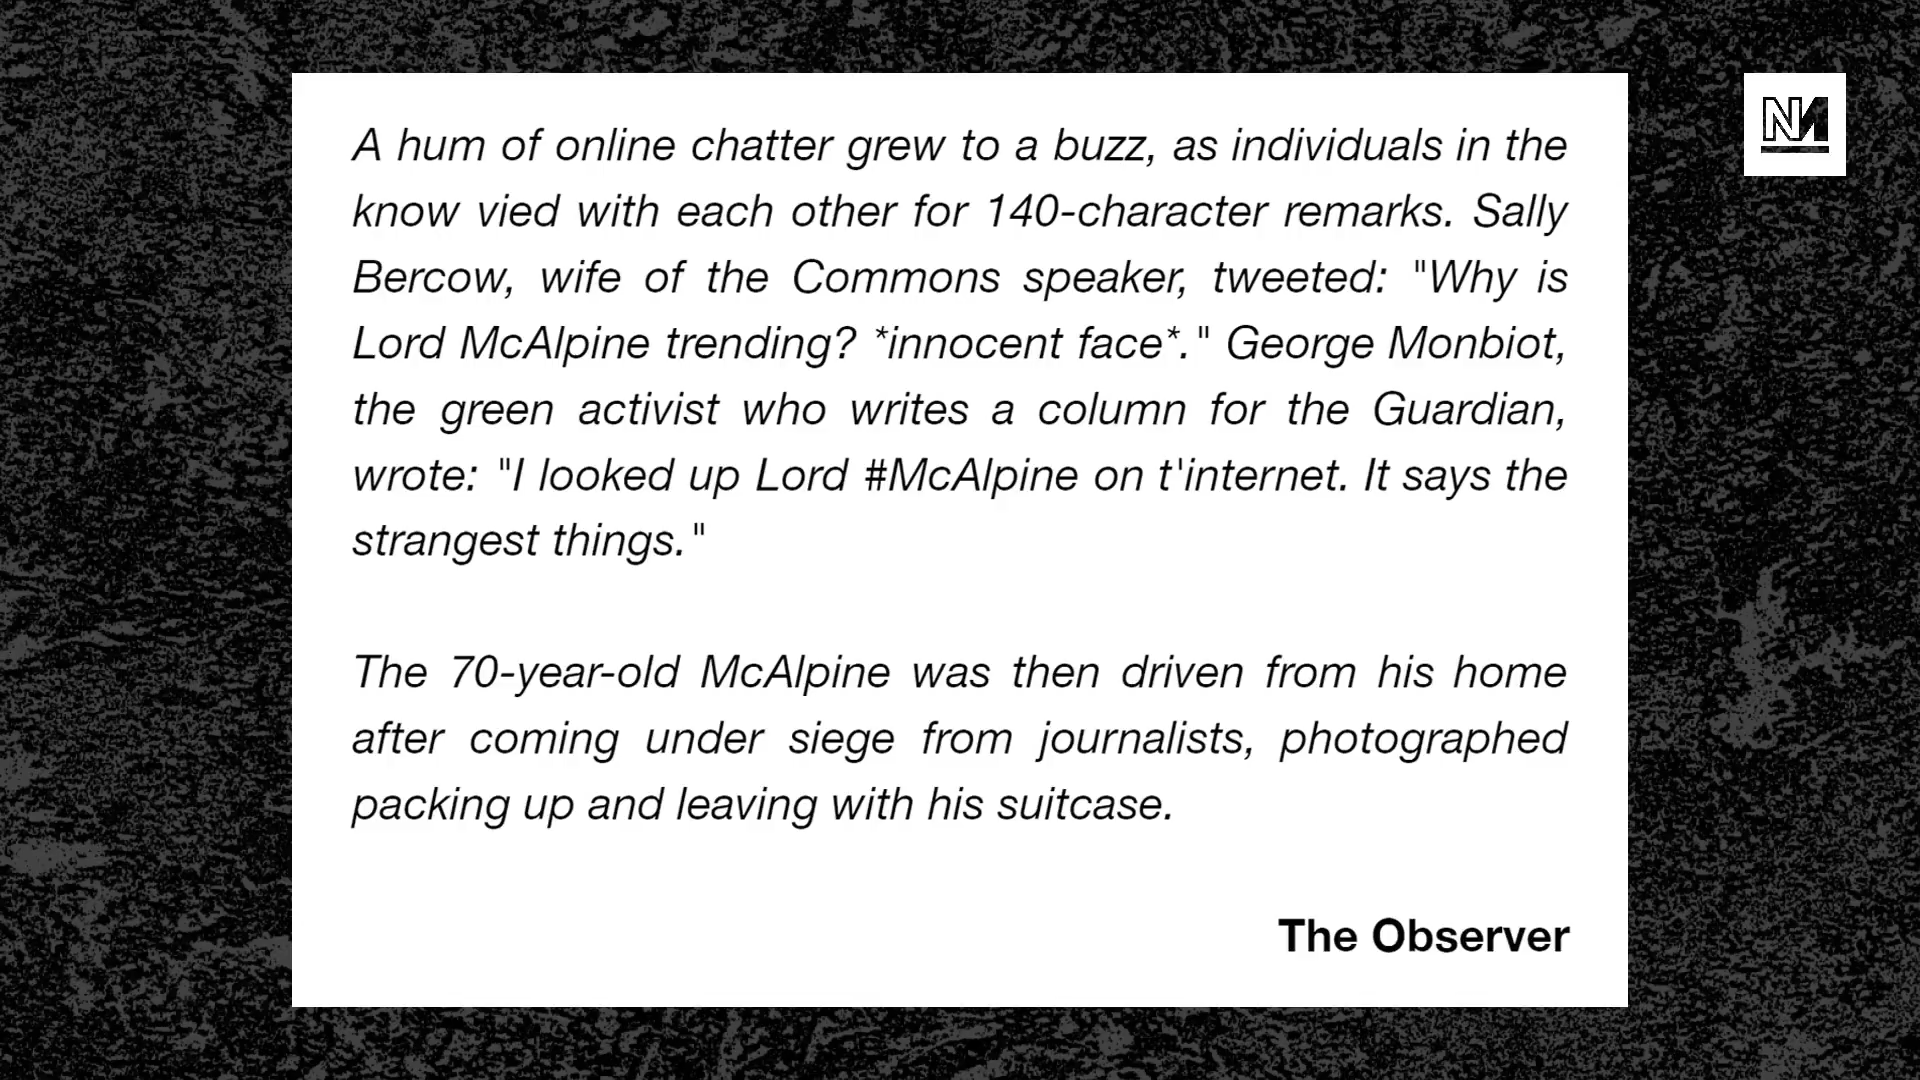 A hum of online chatter grew to a buzz, as individuals in the
know vied with each other for 140-character remarks. Sally
Bercow, wife of the Commons speaker, tweeted: "Why is
Lord McAlpine trending? *innocent face*." George Monbiot,
the green activist who writes a column for the Guardian,
wrote: "I looked up Lord #McAlpine on t'internet. It says the
strangest things."
The 70-year-old McAlpine was then driven from his home
after coming under siege from journalists, photographed
packing up and leaving with his suitcase.
The Observer
NM